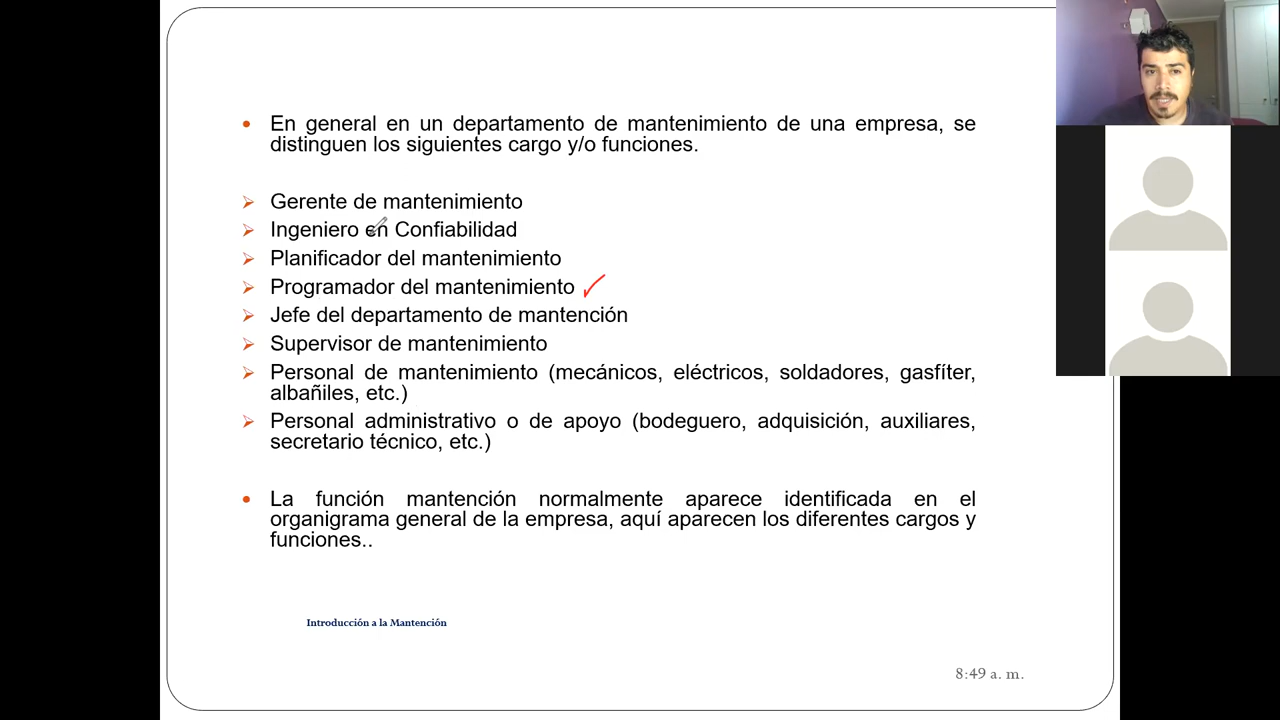 En general en un departamento de mantenimiento de una empresa, se
distinguen los siguientes cargo y/o funciones.
Gerente de mantenimiento
Ingeniero en Confiabilidad
Planificador del mantenimiento
Programador del mantenimiento
Jefe del departamento de mantención
Supervisor de mantenimiento
Personal de mantenimiento (mecánicos, eléctricos, soldadores, gasfíter,
albañiles, etc.)
Personal administrativo o de apoyo (bodeguero, adquisición, auxiliares,
secretario técnico, etc.)
La función mantención normalmente aparece identificada en el
organigrama general de la empresa, aquí aparecen los diferentes cargos y
funciones..
Introducción a la Mantención
8:49 a. m.